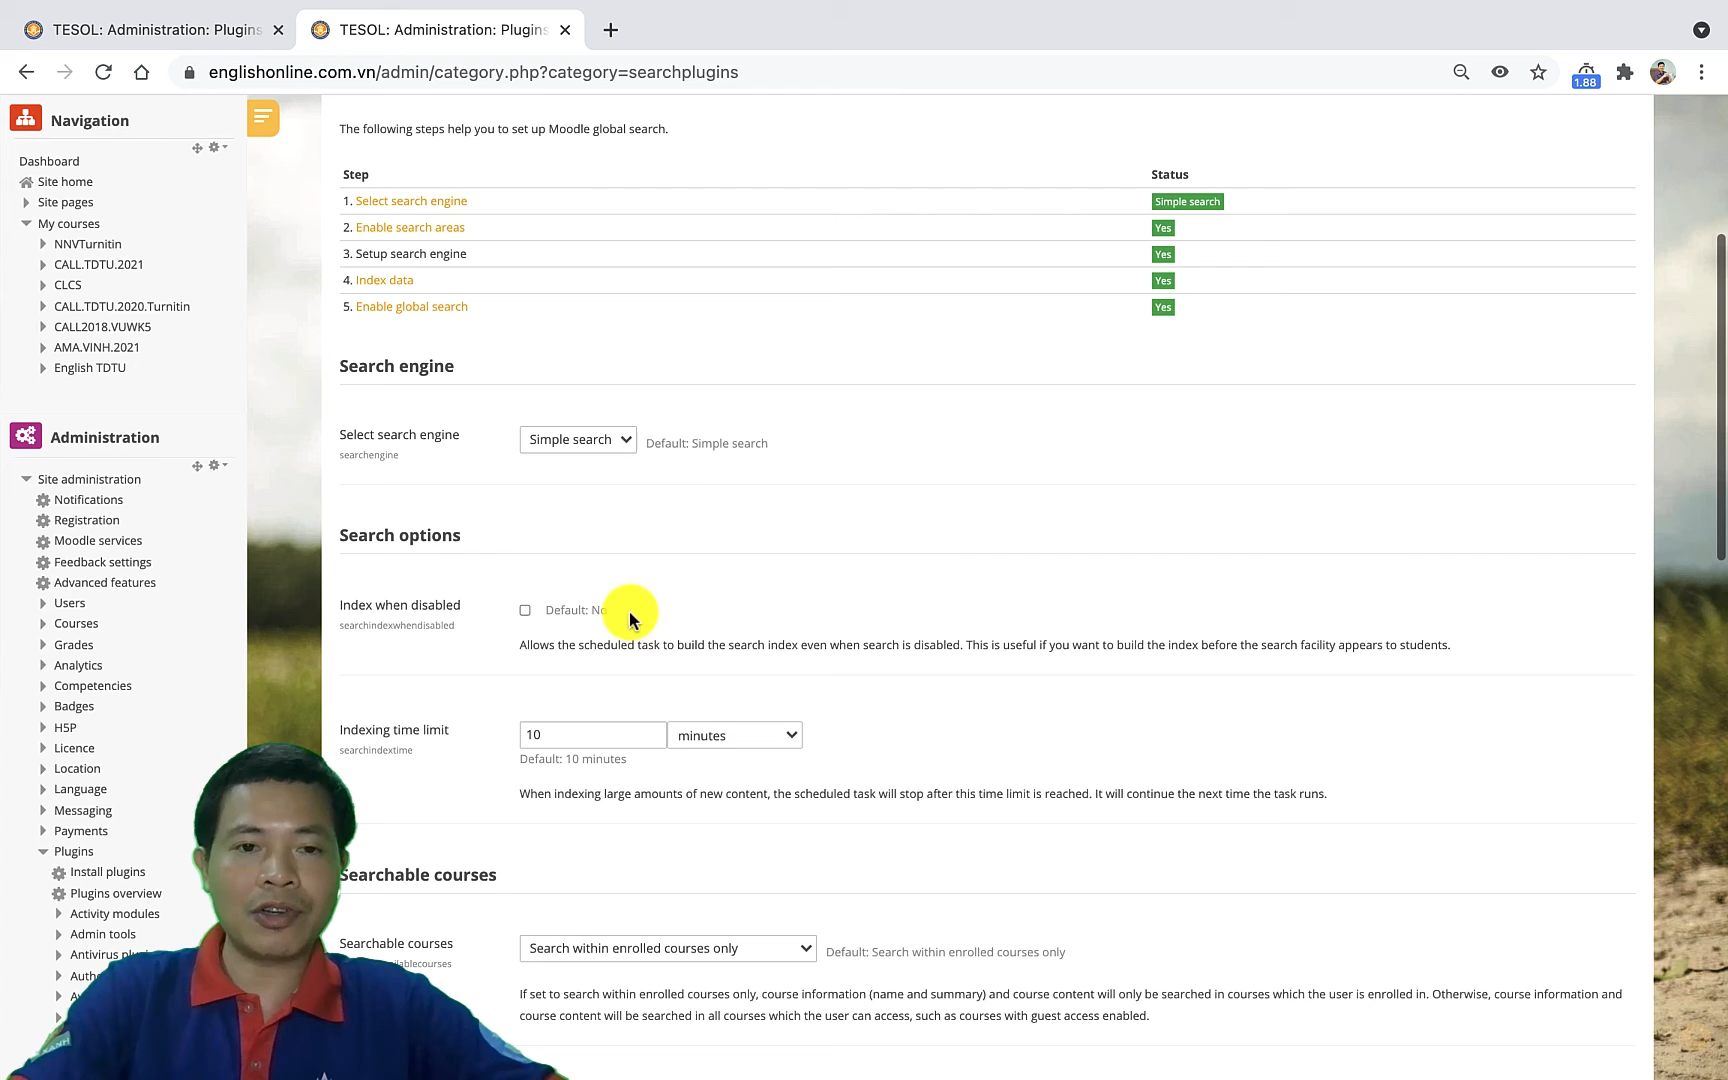 TESOL: Administration: Plugins
TESOL: Administration: Plugins
englishonline.com.vn/admin/category.php?category=searchplugins
1.88
Navigation
Dashboard
Site home
Site pages
My courses
NNVTurnitin
CALL.TDTU.2021
CLCS
CALL.TDTU.2020.Turnitin
CALL2018.VUWK5
AMA.VINH.2021
English TDTU
Administration
Site administration
Notifications
Registration
Moodle services
Feedback settings
Advanced features
Users
Courses
Grades
Analytics
Competencies
Badges
H5P
Licence
Location
Language
Messaging
Payments
Plugins
Install plugins
Plugins overview
Activity modules
Admin tools
Antivirus
The following steps help you to set up Moodle global search.
Step Status
1. Select search engine Simple search
2. Enable search areas Yes
3. Setup search engine Yes
4. Index data Yes
5. Enable global search Yes
Search engine
Select search engine Simple search Default: Simple search
searchengine
Search options
Index when disabled Default: No
searchindexwhendisabled
Allows the scheduled task to build the search index even when search is disabled. This is useful if you want to build the index before the search facility appears to students.
Indexing time limit 10 minutes
searchindextime
Default: 10 minutes
When indexing large amounts of new content, the scheduled task will stop after this time limit is reached. It will continue the next time the task runs.
Searchable courses
Searchable courses Search within enrolled courses only Default: Search within enrolled courses only
If set to search within enrolled courses only, course information (name and summary) and course content will only be searched in courses which the user is enrolled in. Otherwise, course information and
course content will be searched in all courses which the user can access, such as courses with guest access enabled.